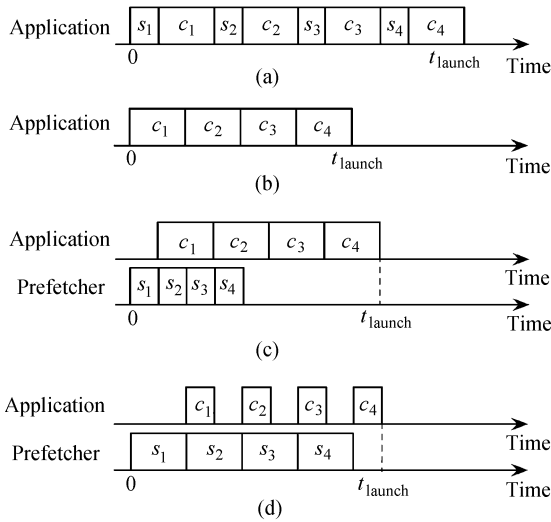 Application s1 c1 s2 c2 s3 c3 s4 c4
0 tlaunch Time
(a)
Application c1 c2 c3 c4
0 tlaunch Time
(b)
Application c1 c2 c3 c4
Time
Prefetcher s1 s2 s3 s4
0 tlaunch Time
(c)
Application c1 c2 c3 c4
Time
Prefetcher s1 s2 s3 s4
0 tlaunch Time
(d)